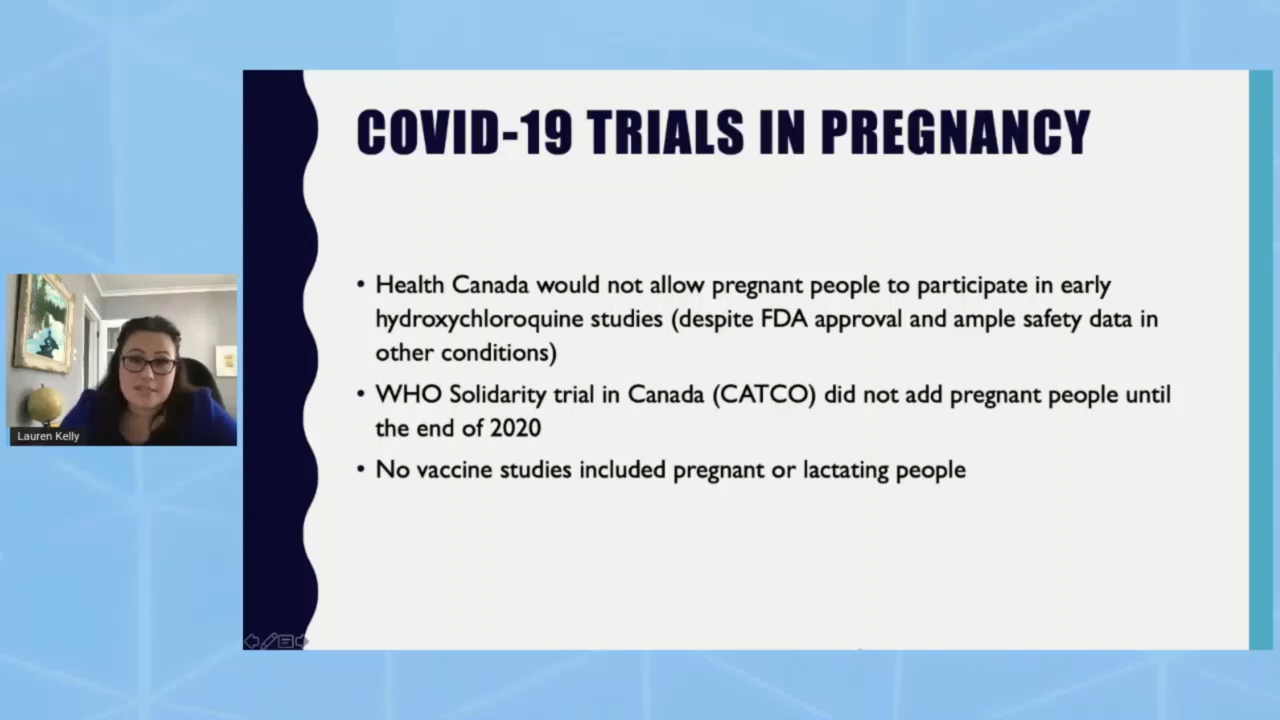 COVID-19 TRIALS IN PREGNANCY
• Health Canada would not allow pregnant people to participate in early
hydroxychloroquine studies (despite FDA approval and ample safety data in
other conditions)
• WHO Solidarity trial in Canada (CATCO) did not add pregnant people until
the end of 2020
• No vaccine studies included pregnant or lactating people
Lauren Kelly